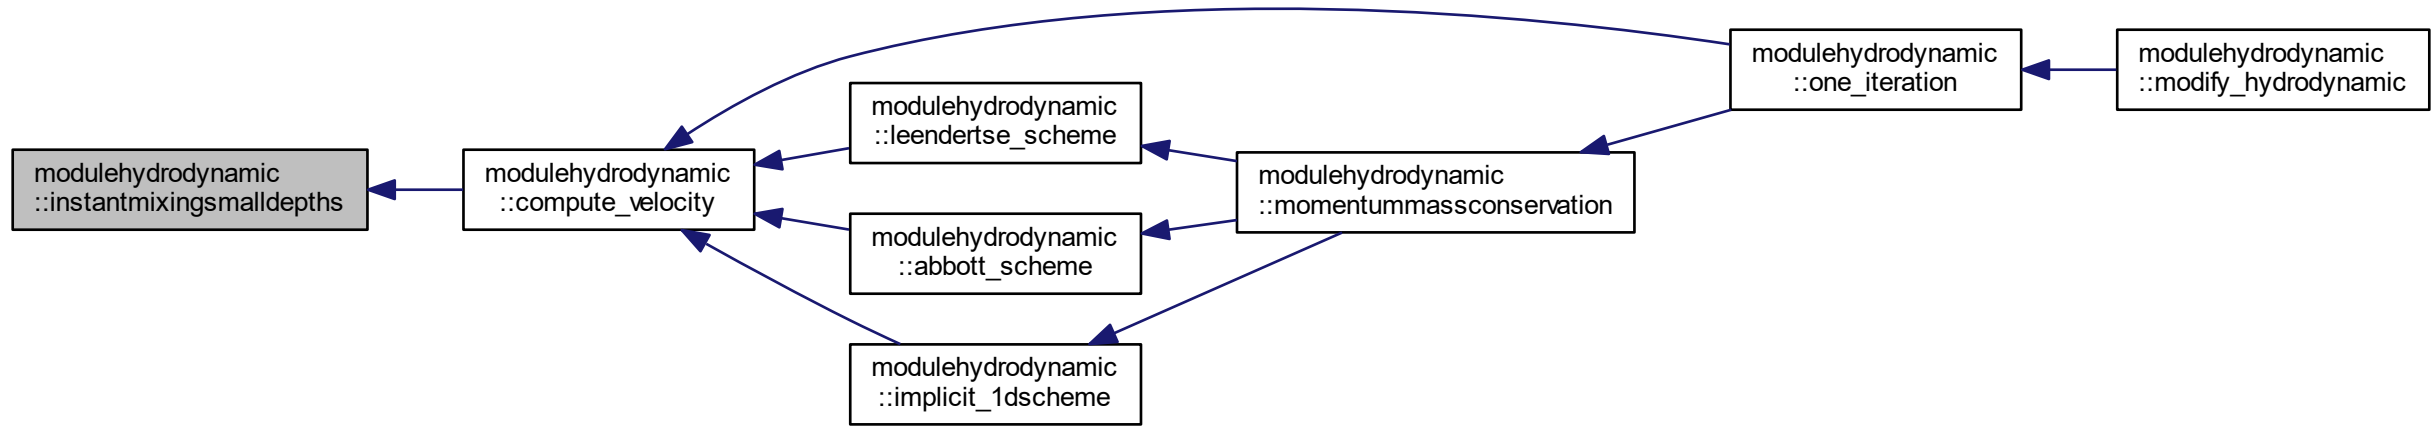 modulehydrodynamic
::instantmixingsmalldepths
modulehydrodynamic
::compute_velocity
modulehydrodynamic
::leendertse_scheme
modulehydrodynamic
::abbott_scheme
modulehydrodynamic
::implicit_1dscheme
modulehydrodynamic
::momentummassconservation
modulehydrodynamic
::one_iteration
modulehydrodynamic
::modify_hydrodynamic